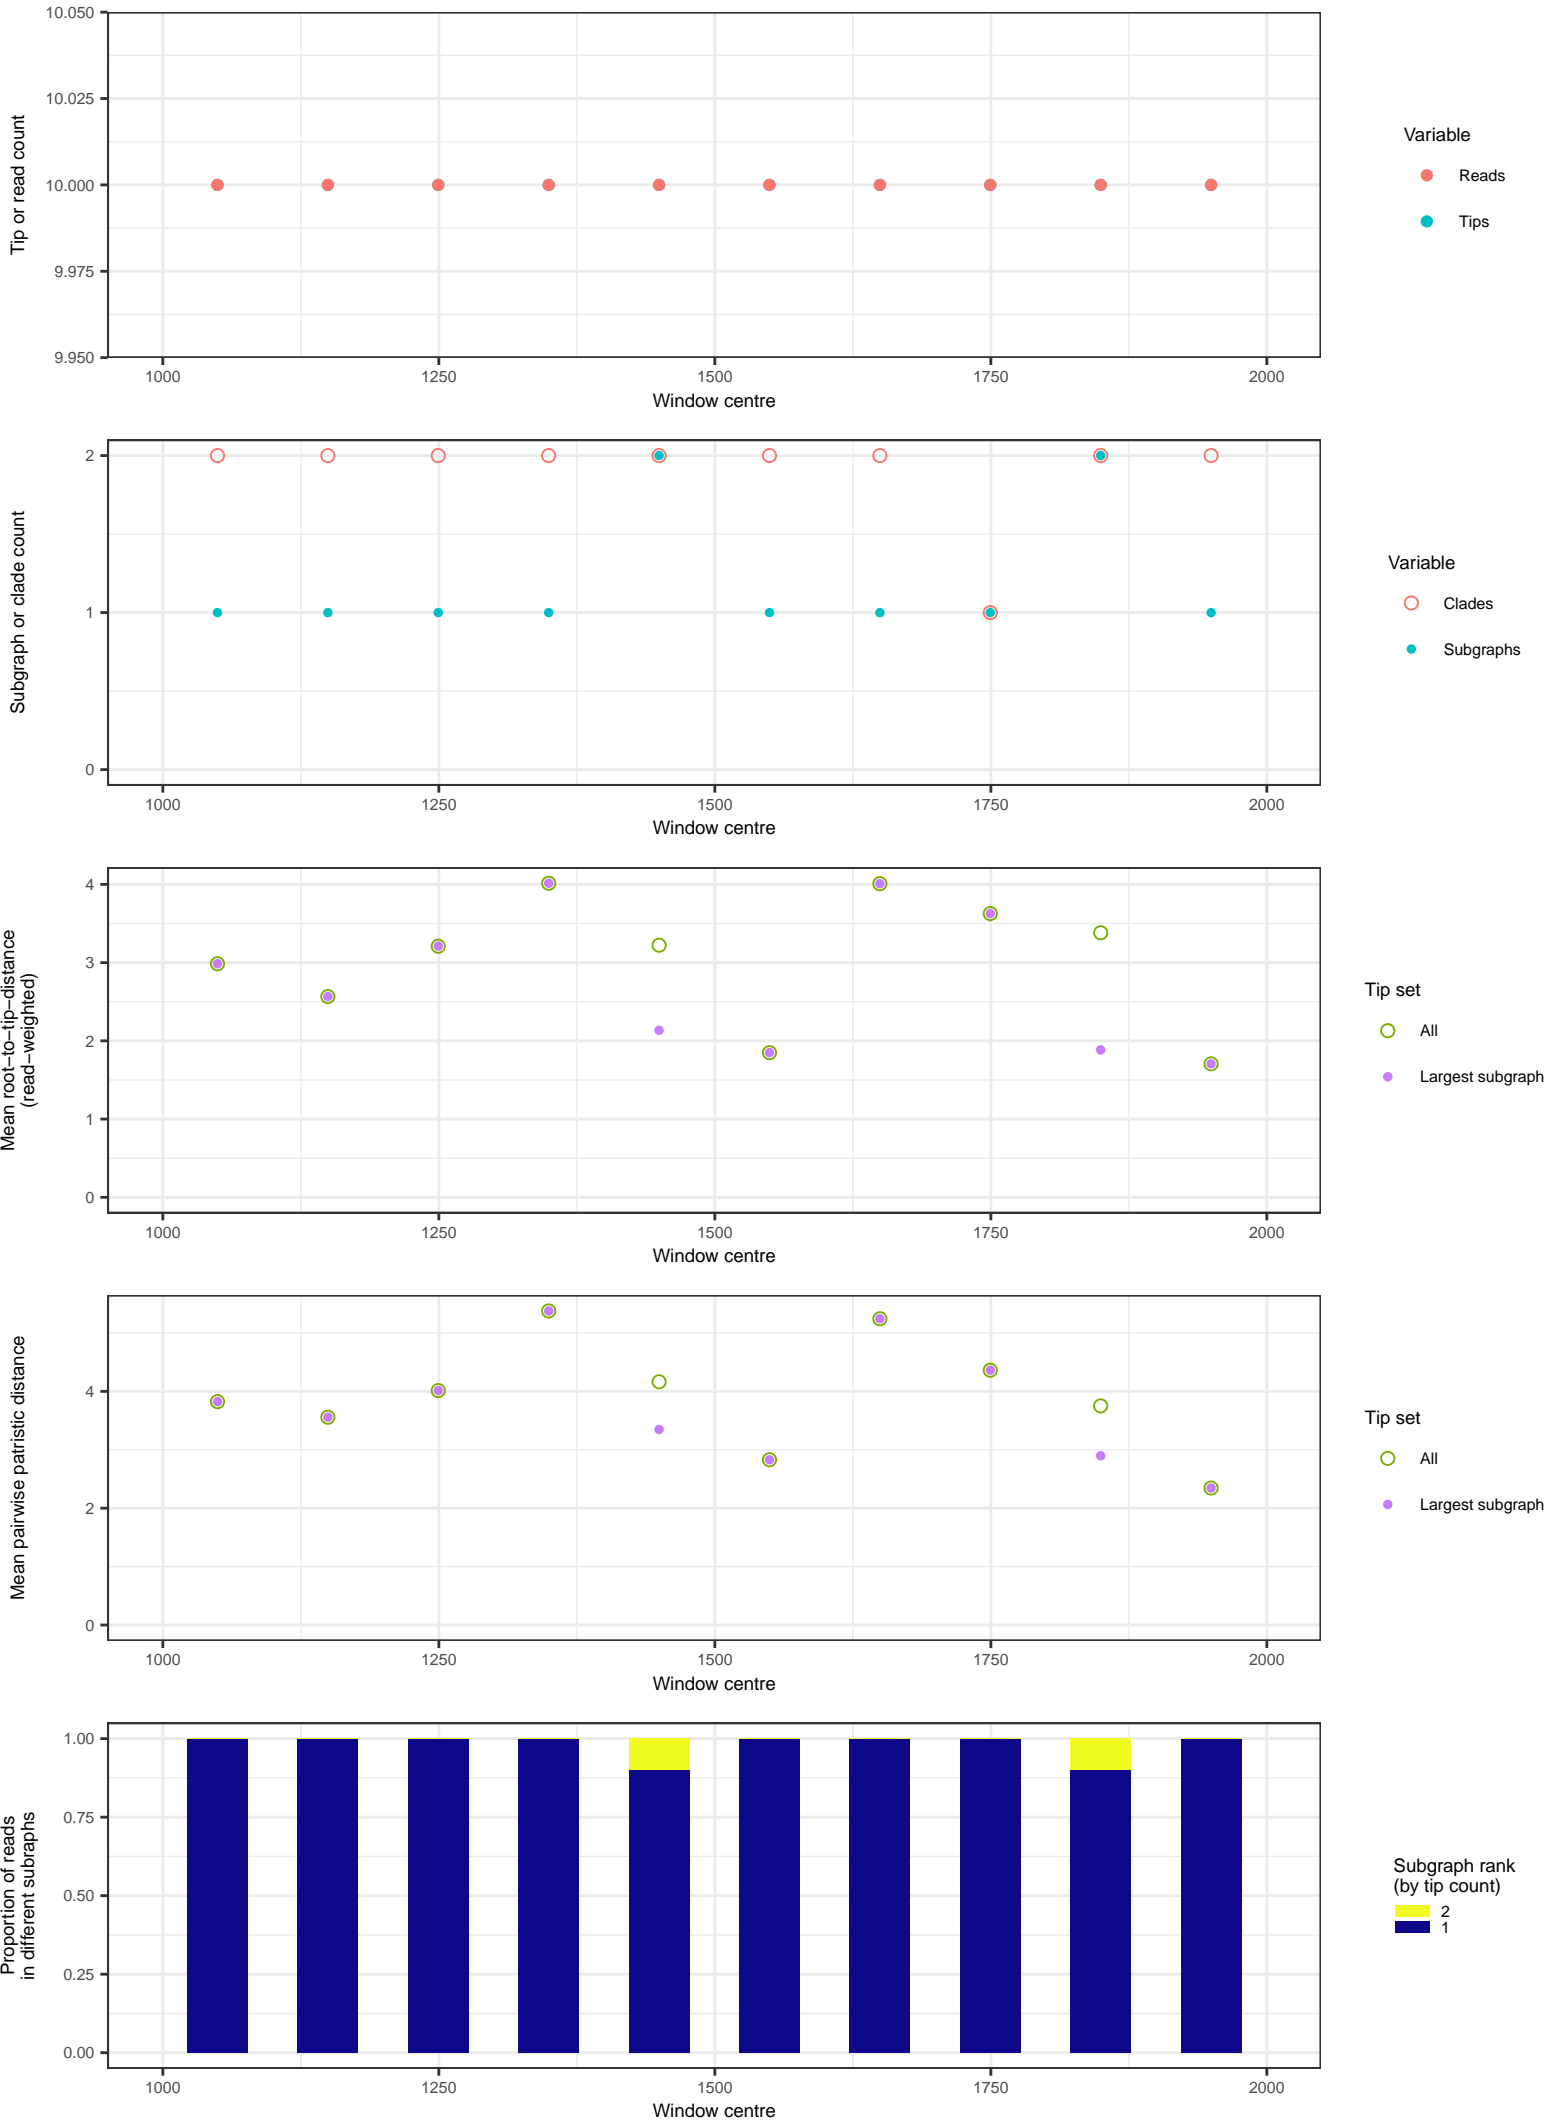 10.050
10.025
10.000
9.975
9.950
Tip or read count
1000 1250 1500 1750 2000
Window centre
Variable
Reads
Tips
2
1
0
Subgraph or clade count
1000 1250 1500 1750 2000
Window centre
Variable
Clades
Subgraphs
4
3
2
1
0
Mean root−to−tip−distance
(read−weighted)
1000 1250 1500 1750 2000
Window centre
Tip set
All
Largest subgraph
4
2
0
Mean pairwise patristic distance
1000 1250 1500 1750 2000
Window centre
Tip set
All
Largest subgraph
1.00
0.75
0.50
0.25
0.00
Proportion of reads
in different subraphs
1000 1250 1500 1750 2000
Window centre
Subgraph rank
(by tip count)
2
1